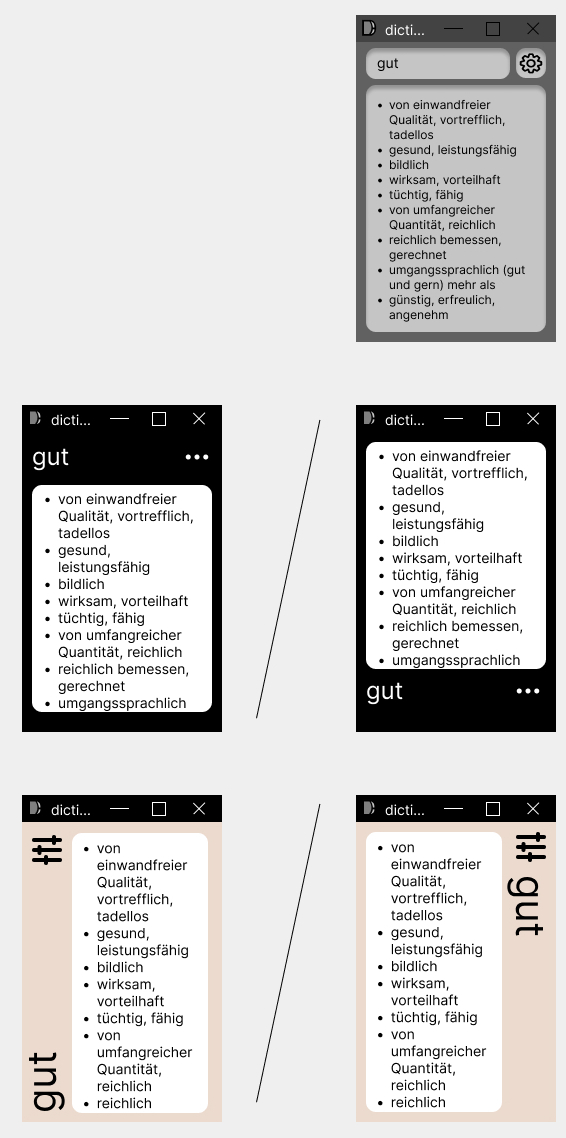 dicti...
gut
• von einwandfreier
Qualität, vortrefflich,
tadellos
• gesund, leistungsfähig
• bildlich
• wirksam, vorteilhaft
• tüchtig, fähig
• von umfangreicher
Quantität, reichlich
• reichlich bemessen,
gerechnet
• umgangssprachlich (gut
und gern) mehr als
• günstig, erfreulich,
angenehm
dicti...
gut
• von einwandfreier
Qualität, vortrefflich,
tadellos
• gesund,
leistungsfähig
• bildlich
• wirksam, vorteilhaft
• tüchtig, fähig
• von umfangreicher
Quantität, reichlich
• reichlich bemessen,
gerechnet
• umgangssprachlich
dicti...
• von einwandfreier
Qualität, vortrefflich,
tadellos
• gesund,
leistungsfähig
• bildlich
• wirksam, vorteilhaft
• tüchtig, fähig
• von umfangreicher
Quantität, reichlich
• reichlich bemessen,
gerechnet
• umgangssprachlich
gut
dicti...
gut
• von
einwandfreier
Qualität,
vortrefflich,
tadellos
• gesund,
leistungsfähig
• bildlich
• wirksam,
vorteilhaft
• tüchtig, fähig
• von
umfangreicher
Quantität,
reichlich
• reichlich
dicti...
• von
einwandfreier
Qualität,
vortrefflich,
tadellos
• gesund,
leistungsfähig
• bildlich
• wirksam,
vorteilhaft
• tüchtig, fähig
• von
umfangreicher
Quantität,
reichlich
• reichlich
gut